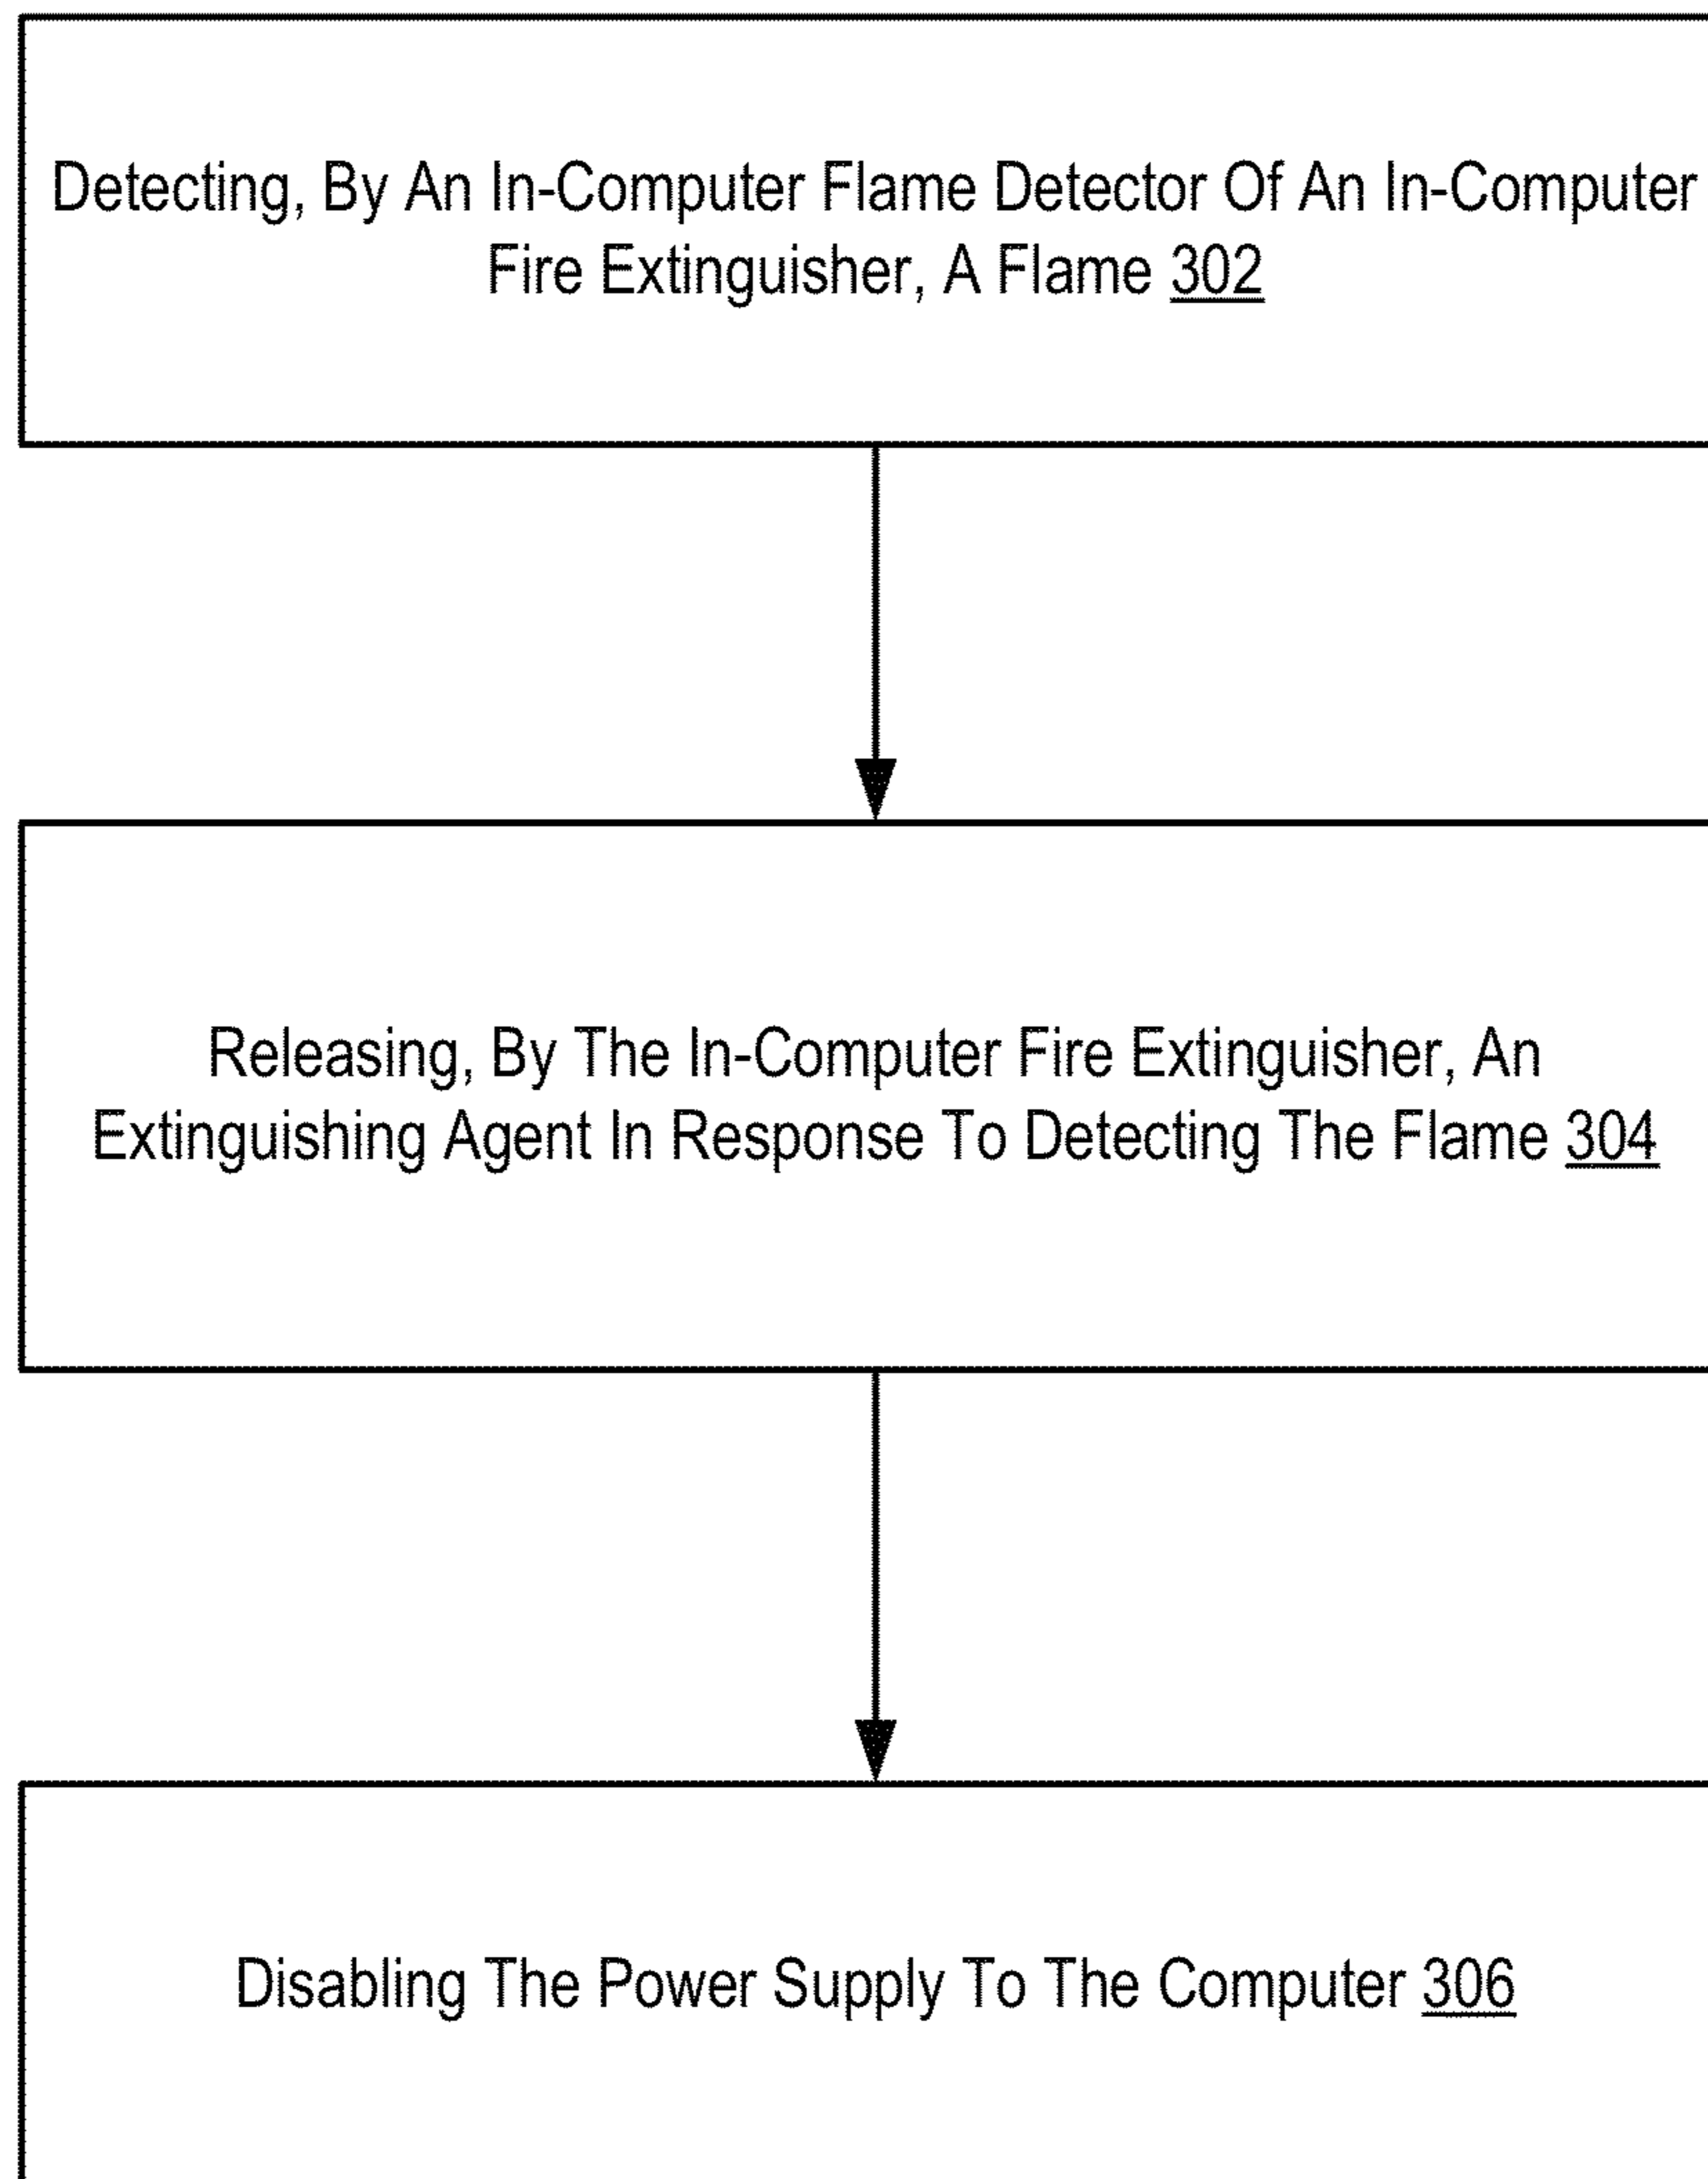 Detecting, By An In-Computer Flame Detector Of An In-Computer
Fire Extinguisher, A Flame 302
Releasing, By The In-Computer Fire Extinguisher, An
Extinguishing Agent In Response To Detecting The Flame 304
Disabling The Power Supply To The Computer 306